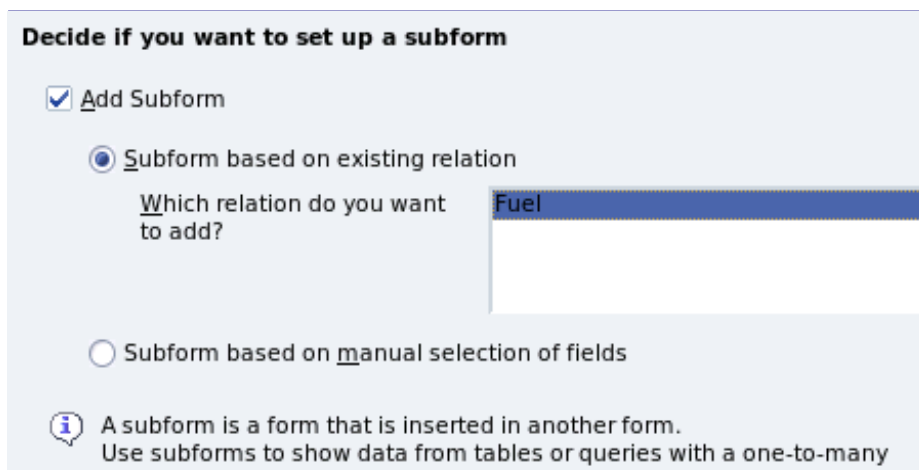 Decide if you want to set up a subform
Add Subform
Subform based on existing relation
Which relation do you want
to add?
Fuel
Subform based on manual selection of fields
A subform is a form that is inserted in another form.
Use subforms to show data from tables or queries with a one-to-many